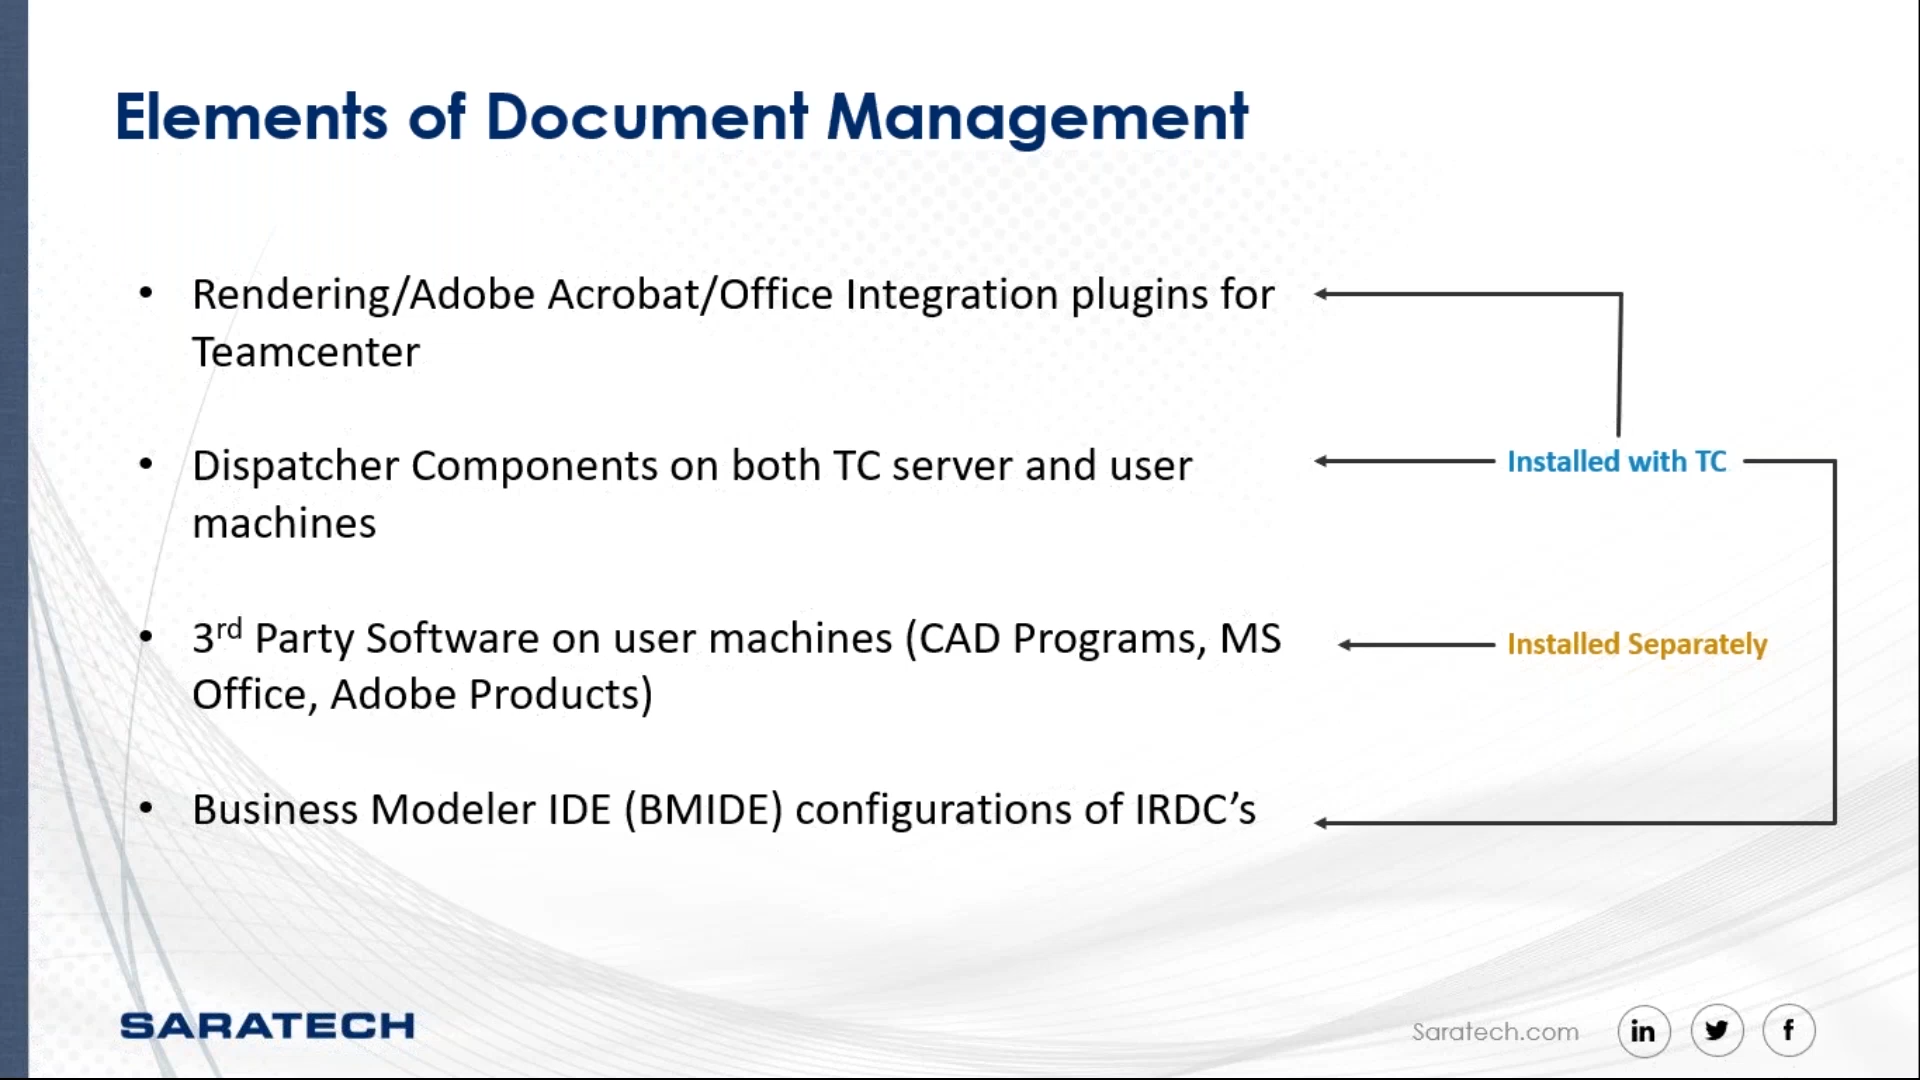 Elements of Document Management
• Rendering/Adobe Acrobat/Office Integration plugins for
Teamcenter
• Dispatcher Components on both TC server and user
machines
Installed with TC
• 3rd Party Software on user machines (CAD Programs, MS
Office, Adobe Products)
Installed Separately
• Business Modeler IDE (BMIDE) configurations of IRDC’s
SARATECH
Saratech.com
in
f